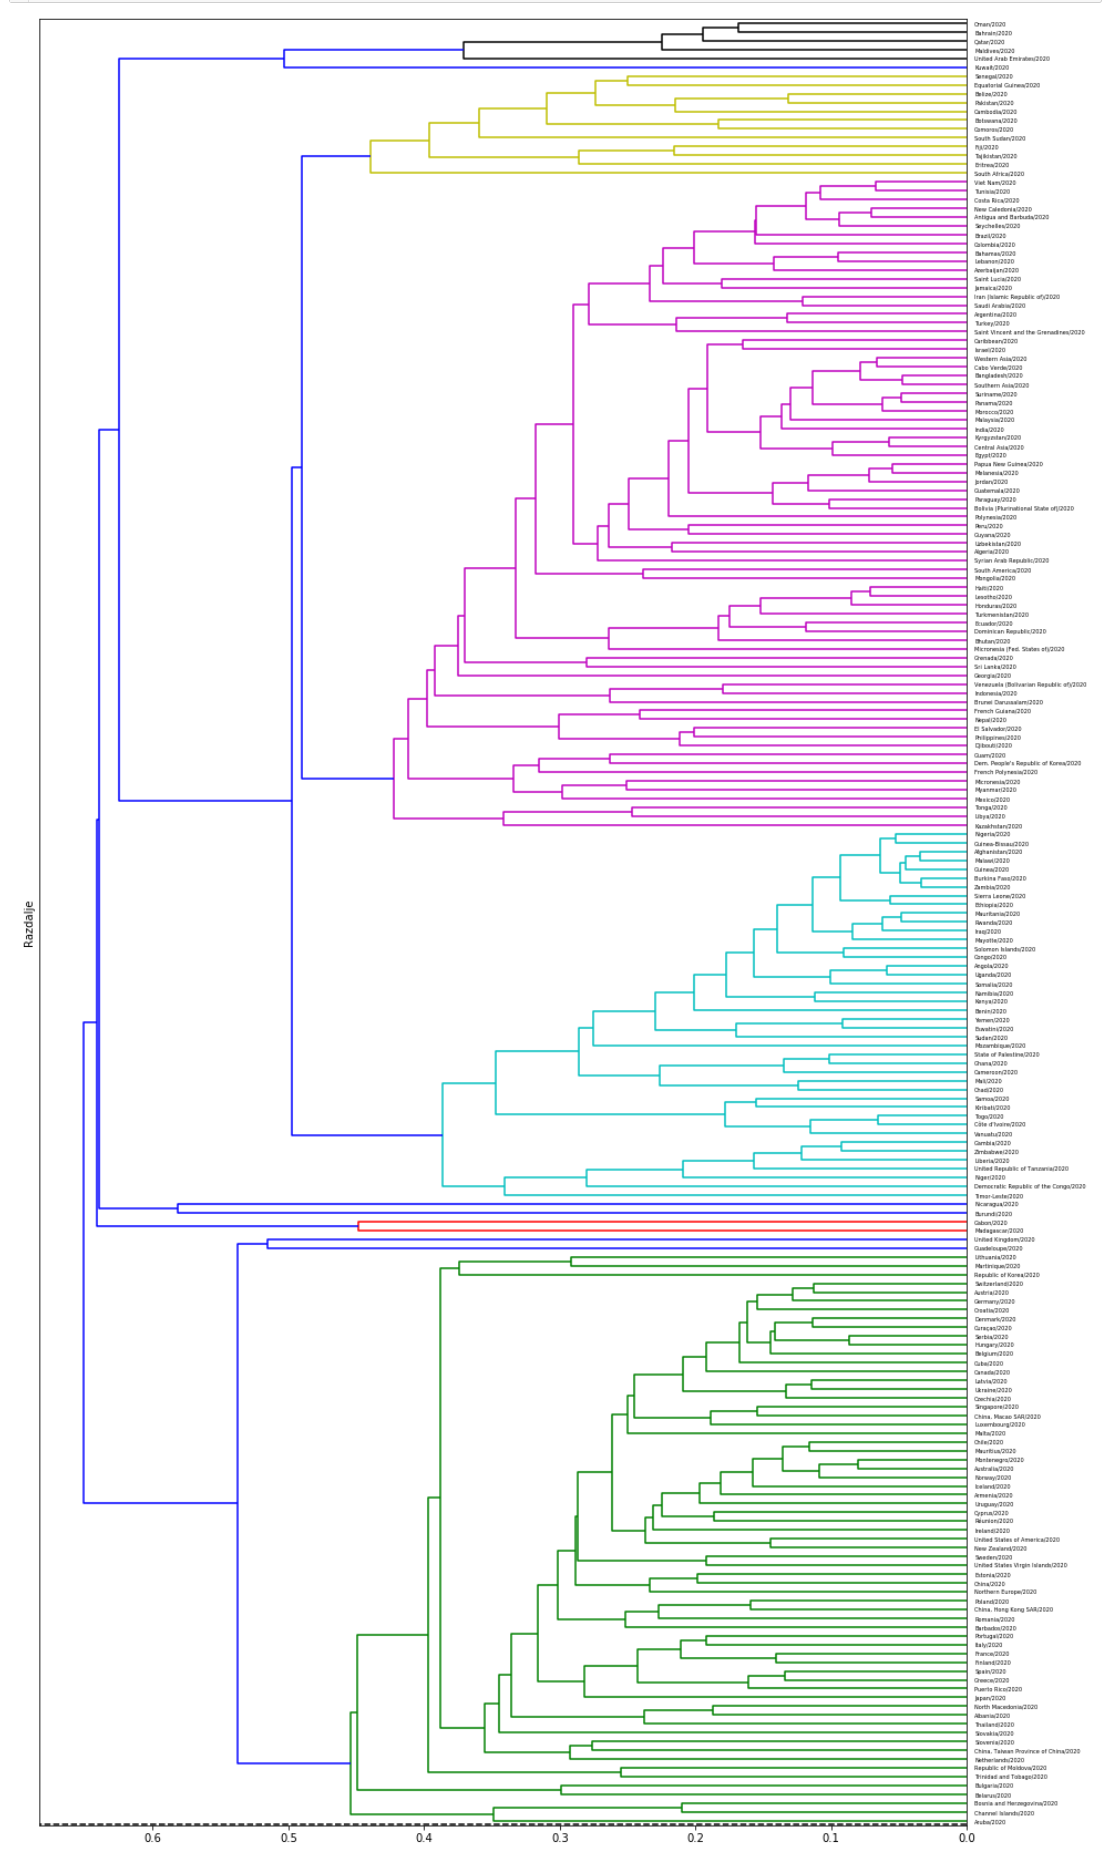 Oman/2020
Bahrain/2020
Qatar/2020
Maldives/2020
United Arab Emirates/2020
Kuwait/2020
Senegal/2020
Equatorial Guinea/2020
Belize/2020
Pakistan/2020
Cambodia/2020
Botswana/2020
Comoros/2020
South Sudan/2020
Fiji/2020
Tajikistan/2020
Eritrea/2020
South Africa/2020
Viet Nam/2020
Tunisia/2020
Costa Rica/2020
New Caledonia/2020
Antigua and Barbuda/2020
Seychelles/2020
Brazil/2020
Colombia/2020
Bahamas/2020
Lebanon/2020
Azerbaijan/2020
Saint Lucia/2020
Jamaica/2020
Iran (Islamic Republic of)/2020
Saudi Arabia/2020
Argentina/2020
Turkey/2020
Saint Vincent and the Grenadines/2020
Caribbean/2020
Israel/2020
Western Asia/2020
Cabo Verde/2020
Bangladesh/2020
Southern Asia/2020
Suriname/2020
Panama/2020
Morocco/2020
Malaysia/2020
India/2020
Kyrgyzstan/2020
Central Asia/2020
Egypt/2020
Papua New Guinea/2020
Melanesia/2020
Jordan/2020
Guatemala/2020
Paraguay/2020
Bolivia (Plurinational State of)/2020
Polynesia/2020
Peru/2020
Guyana/2020
Uzbekistan/2020
Algeria/2020
Syrian Arab Republic/2020
South America/2020
Mongolia/2020
Haiti/2020
Lesotho/2020
Honduras/2020
Turkmenistan/2020
Ecuador/2020
Dominican Republic/2020
Bhutan/2020
Micronesia (Fed. States of)/2020
Grenada/2020
Sri Lanka/2020
Georgia/2020
Venezuela (Bolivarian Republic of)/2020
Indonesia/2020
Brunei Darussalam/2020
French Guiana/2020
Nepal/2020
El Salvador/2020
Philippines/2020
Djibouti/2020
Guam/2020
Dem. People's Republic of Korea/2020
French Polynesia/2020
Micronesia/2020
Myanmar/2020
Mexico/2020
Tonga/2020
Libya/2020
Kazakhstan/2020
Nigeria/2020
Guinea-Bissau/2020
Afghanistan/2020
Malawi/2020
Guinea/2020
Burkina Faso/2020
Zambia/2020
Sierra Leone/2020
Ethiopia/2020
Mauritania/2020
Rwanda/2020
Iraq/2020
Mayotte/2020
Solomon Islands/2020
Congo/2020
Angola/2020
Uganda/2020
Somalia/2020
Namibia/2020
Kenya/2020
Benin/2020
Yemen/2020
Eswatini/2020
Sudan/2020
Mozambique/2020
State of Palestine/2020
Ghana/2020
Cameroon/2020
Mali/2020
Chad/2020
Samoa/2020
Kiribati/2020
Togo/2020
Côte d'Ivoire/2020
Vanuatu/2020
Gambia/2020
Zimbabwe/2020
Liberia/2020
United Republic of Tanzania/2020
Niger/2020
Democratic Republic of the Congo/2020
Timor-Leste/2020
Nicaragua/2020
Burundi/2020
Gabon/2020
Madagascar/2020
United Kingdom/2020
Guadeloupe/2020
Lithuania/2020
Martinique/2020
Republic of Korea/2020
Switzerland/2020
Austria/2020
Germany/2020
Croatia/2020
Denmark/2020
Curaçao/2020
Serbia/2020
Hungary/2020
Belgium/2020
Cuba/2020
Canada/2020
Latvia/2020
Ukraine/2020
Czechia/2020
Singapore/2020
China, Macao SAR/2020
Luxembourg/2020
Malta/2020
Chile/2020
Mauritius/2020
Montenegro/2020
Australia/2020
Norway/2020
Iceland/2020
Armenia/2020
Uruguay/2020
Cyprus/2020
Réunion/2020
Ireland/2020
United States of America/2020
New Zealand/2020
Sweden/2020
United States Virgin Islands/2020
Estonia/2020
China/2020
Northern Europe/2020
Poland/2020
China, Hong Kong SAR/2020
Romania/2020
Barbados/2020
Portugal/2020
Italy/2020
France/2020
Finland/2020
Spain/2020
Greece/2020
Puerto Rico/2020
Japan/2020
North Macedonia/2020
Albania/2020
Thailand/2020
Slovakia/2020
Slovenia/2020
China, Taiwan Province of China/2020
Netherlands/2020
Republic of Moldova/2020
Trinidad and Tobago/2020
Bulgaria/2020
Belarus/2020
Bosnia and Herzegovina/2020
Channel Islands/2020
Aruba/2020
Razdalje
0.6 0.5 0.4 0.3 0.2 0.1 0.0